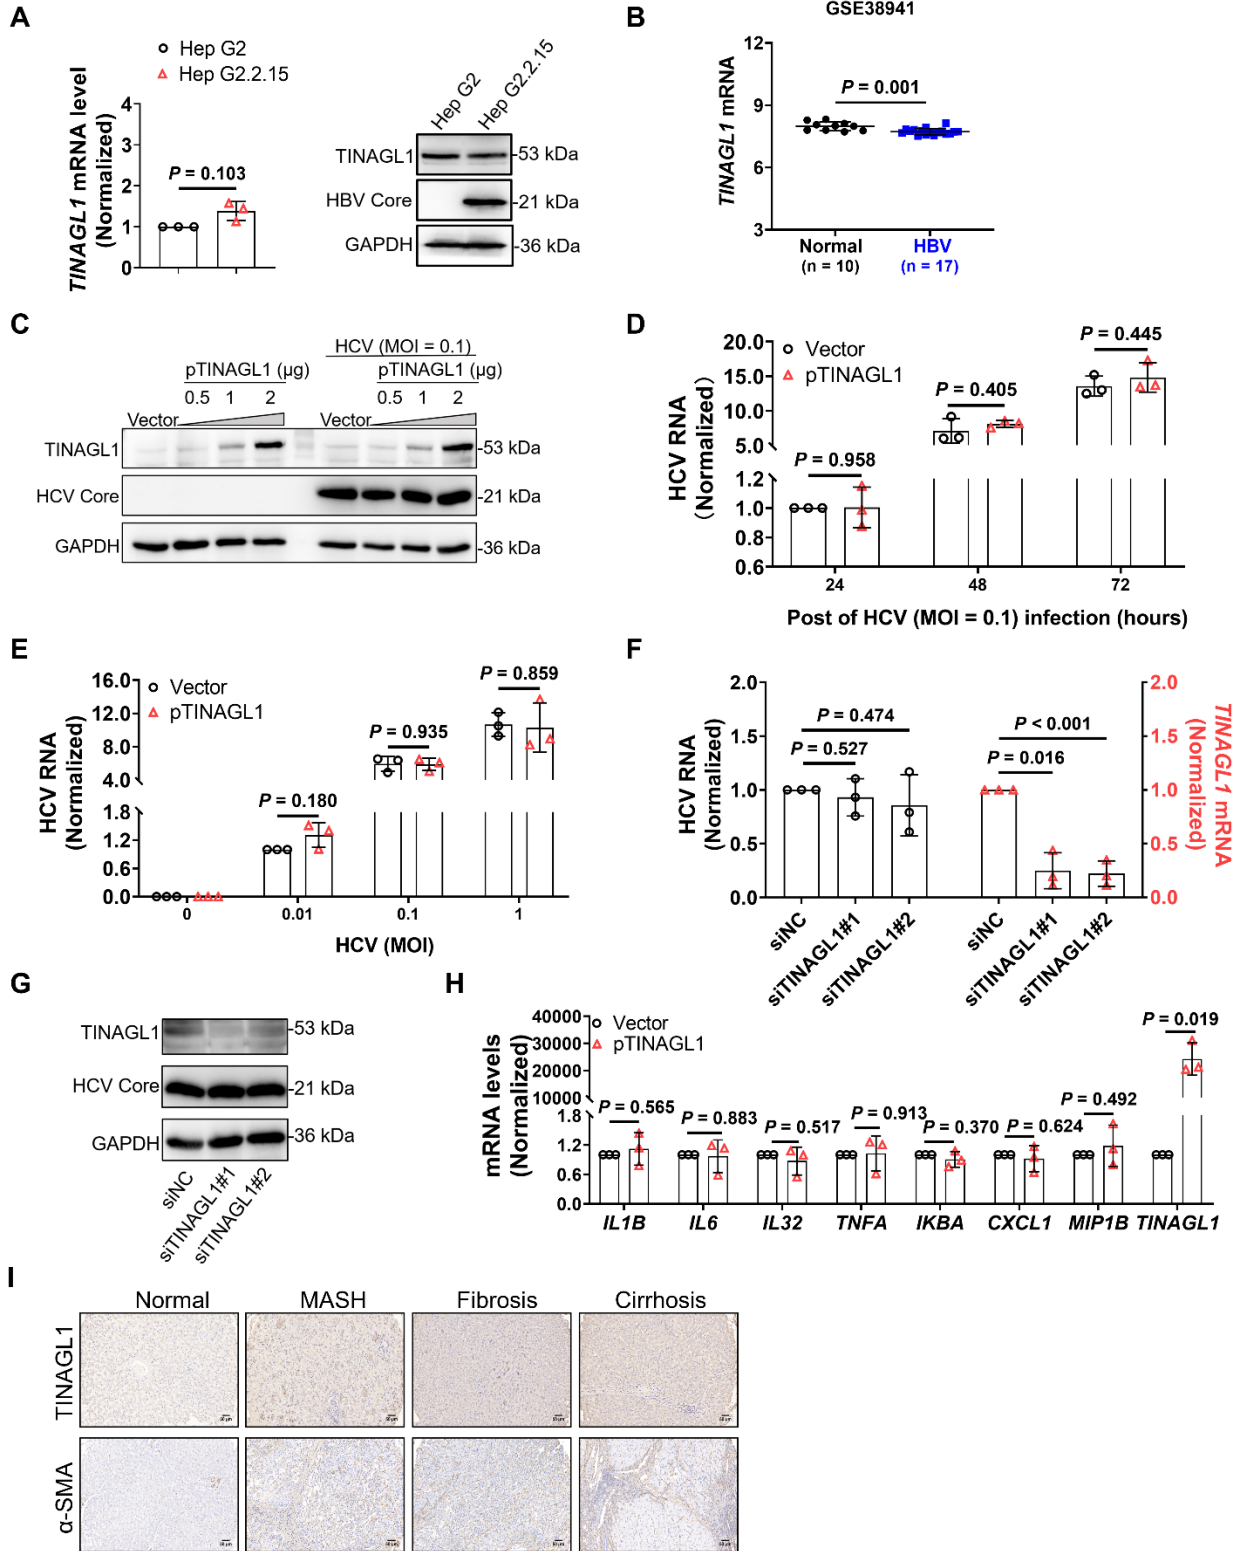 A
Hep G2
Hep G2.2.15
TINAGL1 mRNA level
(Normalized)
4
3
2
1
0
P = 0.103
Hep G2
Hep G2.2.15
TINAGL1
-53 kDa
HBV Core
-21 kDa
GAPDH
-36 kDa
B
GSE38941
TINAGL1 mRNA
12
9
6
3
P = 0.001
Normal
(n = 10)
HBV
(n = 17)
C
HCV (MOI = 0.1)
pTINAGL1 (μg)
pTINAGL1 (μg)
0.5 1 2
0.5 1 2
Vector
Vector
TINAGL1
-53 kDa
HCV Core
-21 kDa
GAPDH
-36 kDa
D
HCV RNA
(Normalized)
20.0
15.0
10.0
5.0
1.2
1.0
0.8
0.6
Vector
pTINAGL1
P = 0.445
P = 0.405
P = 0.958
24 48 72
Post of HCV (MOI = 0.1) infection (hours)
E
HCV RNA
(Normalized)
16.0
12.0
8.0
4.0
1.8
1.2
0.6
0.0
Vector
pTINAGL1
P = 0.859
P = 0.935
P = 0.180
0 0.01 0.1 1
HCV (MOI)
F
HCV RNA
(Normalized)
2.0
1.5
1.0
0.5
0.0
P = 0.474
P = 0.527
P < 0.001
P = 0.016
2.0
1.5
1.0
0.5
0.0
TINAGL1 mRNA
(Normalized)
siNC
siTINAGL1#1
siTINAGL1#2
siNC
siTINAGL1#1
siTINAGL1#2
G
TINAGL1
-53 kDa
HCV Core
-21 kDa
GAPDH
-36 kDa
siNC
siTINAGL1#1
siTINAGL1#2
H
mRNA levels
(Normalized)
40000
30000
20000
10000
1.8
1.2
0.6
0.0
Vector
pTINAGL1
P = 0.565
P = 0.883
P = 0.517
P = 0.913
P = 0.370
P = 0.624
P = 0.492
P = 0.019
IL1B IL6 IL32 TNFA IKBA CXCL1 MIP1B TINAGL1
I
Normal MASH Fibrosis Cirrhosis
TINAGL1
α-SMA